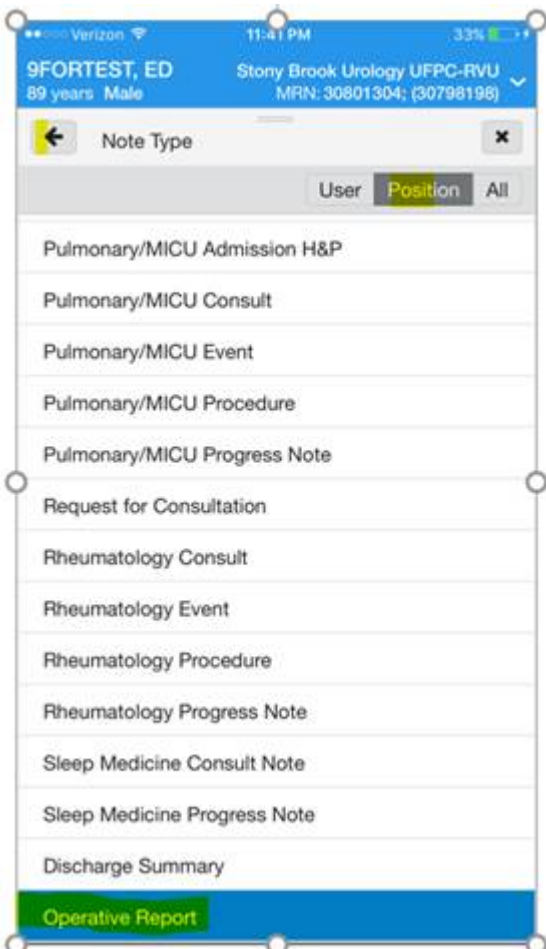 Verizon 11:41 PM 33%
9FORTEST, ED Stony Brook Urology UFPC-RVU
89 years Male MRN: 30801304; (30798198)
Note Type
User Position All
Pulmonary/MICU Admission H&P
Pulmonary/MICU Consult
Pulmonary/MICU Event
Pulmonary/MICU Procedure
Pulmonary/MICU Progress Note
Request for Consultation
Rheumatology Consult
Rheumatology Event
Rheumatology Procedure
Rheumatology Progress Note
Sleep Medicine Consult Note
Sleep Medicine Progress Note
Discharge Summary
Operative Report